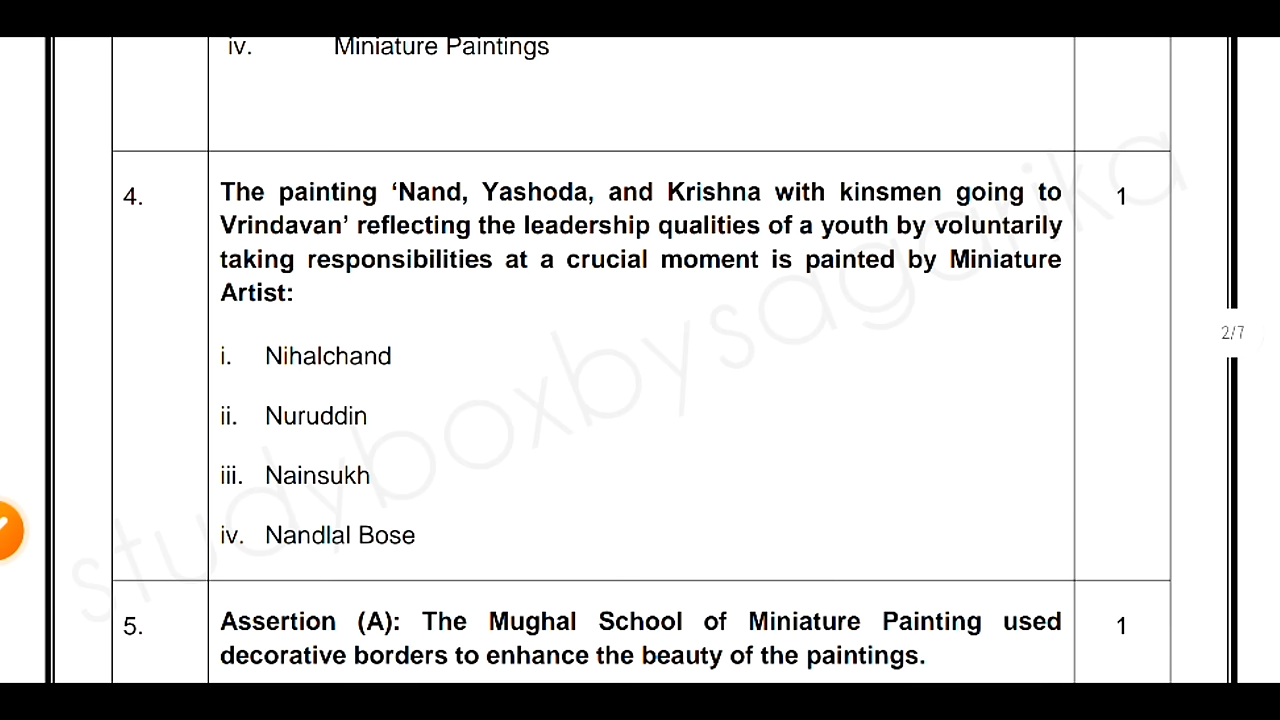 iv. Miniature Paintings
4. The painting ‘Nand, Yashoda, and Krishna with kinsmen going to 1
Vrindavan’ reflecting the leadership qualities of a youth by voluntarily
taking responsibilities at a crucial moment is painted by Miniature
Artist:
2/7
i. Nihalchand
ii. Nuruddin
iii. Nainsukh
iv. Nandlal Bose
studyboxbysagarika
5. Assertion (A): The Mughal School of Miniature Painting used 1
decorative borders to enhance the beauty of the paintings.